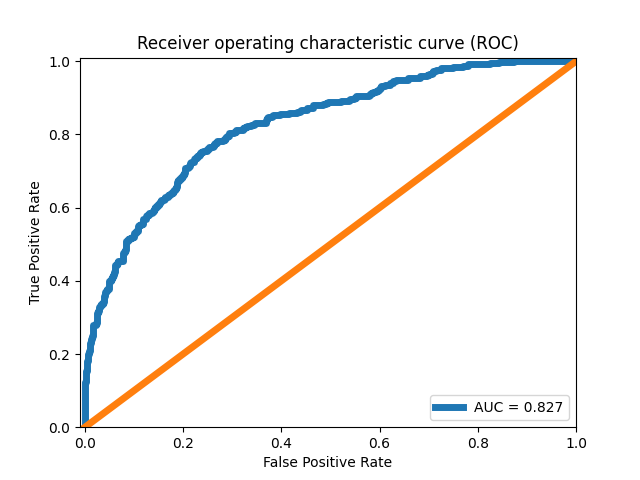 Receiver operating characteristic curve (ROC)
True Positive Rate
1.0
0.8
0.6
0.4
0.2
0.0
0.0 0.2 0.4 0.6 0.8 1.0
False Positive Rate
AUC = 0.827